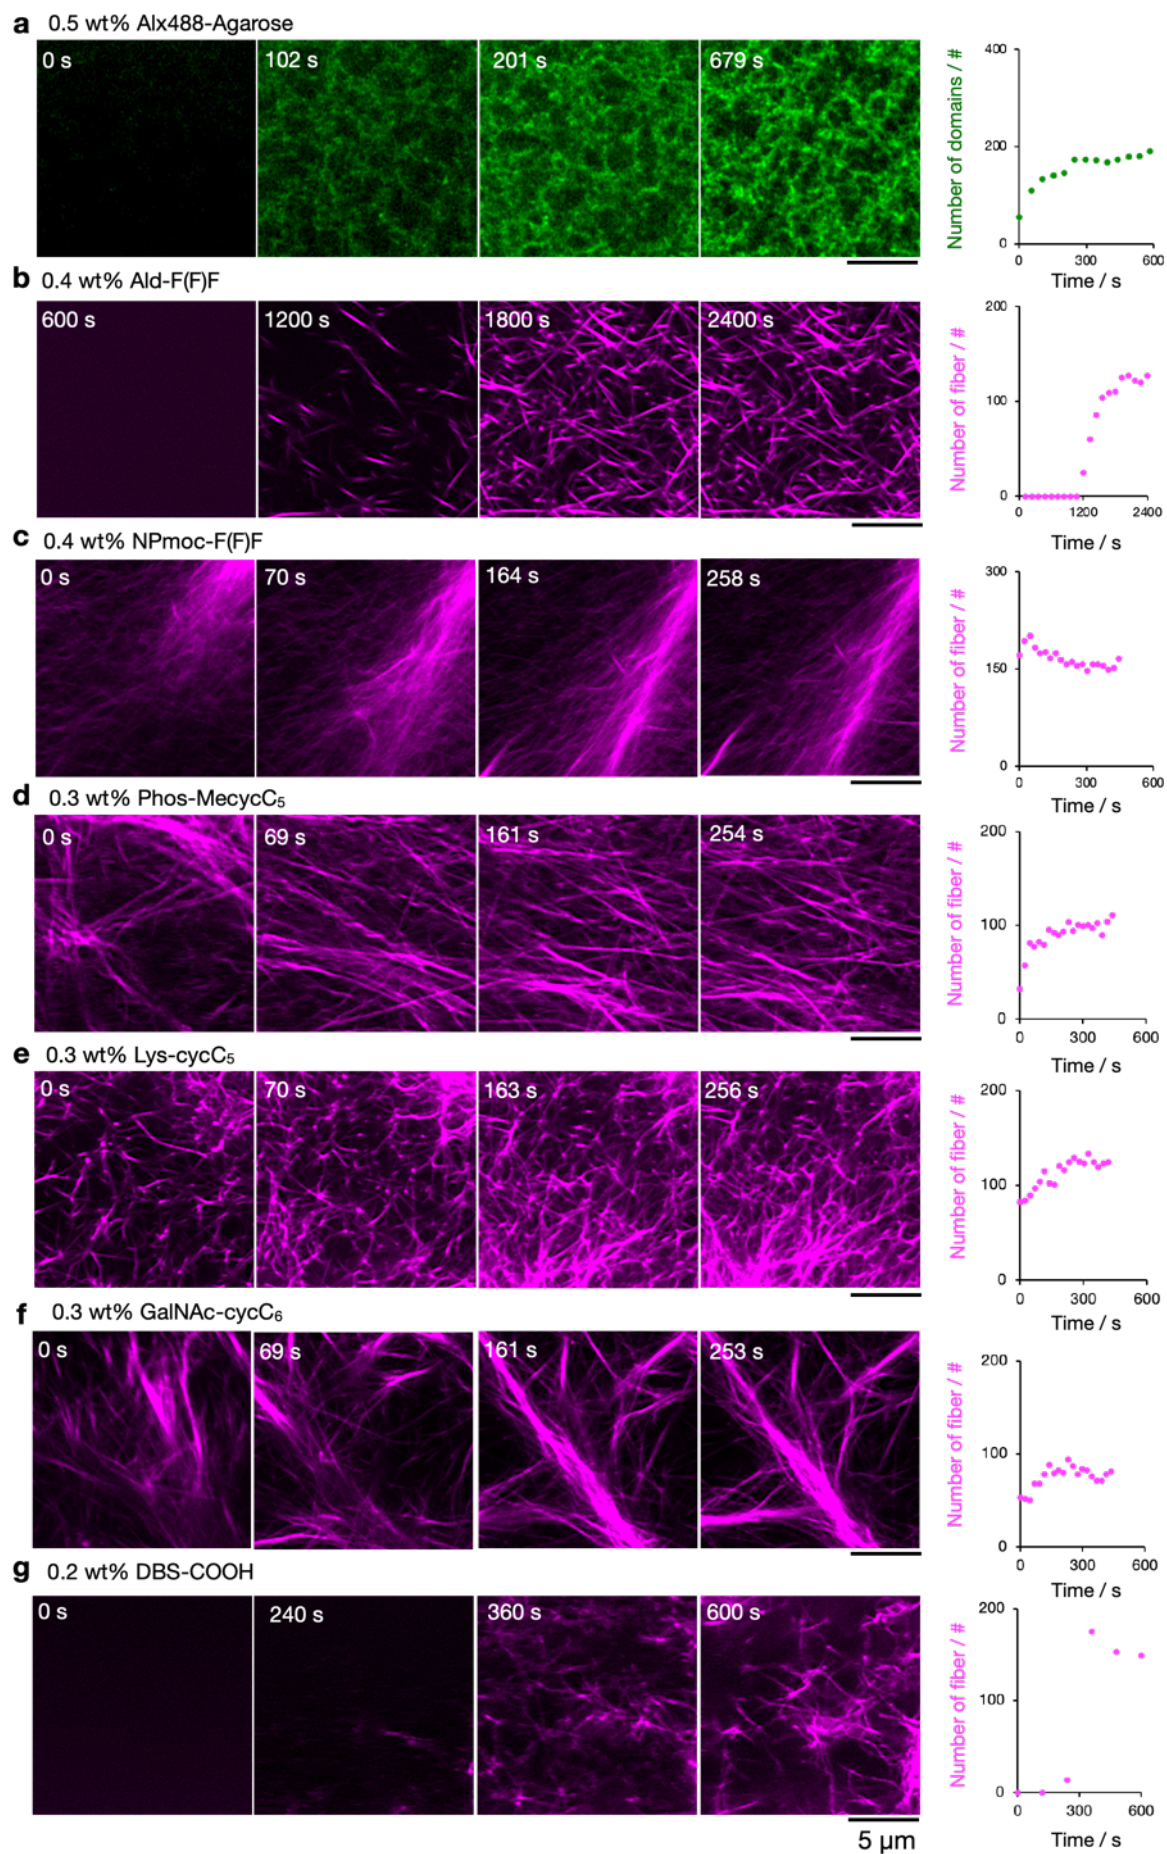 a 0.5 wt% Alx488-Agarose
0 s
102 s
201 s
679 s
Number of domains / #
400
200
0
0
300
600
Time / s
b 0.4 wt% Ald-F(F)F
600 s
1200 s
1800 s
2400 s
Number of fiber / #
200
100
0
0
1200
2400
Time / s
c 0.4 wt% NPmoc-F(F)F
0 s
70 s
164 s
258 s
Number of fiber / #
300
150
0
0
300
600
Time / s
d 0.3 wt% Phos-MecycC₅
0 s
69 s
161 s
254 s
Number of fiber / #
200
100
0
0
300
600
Time / s
e 0.3 wt% Lys-cycC₅
0 s
70 s
163 s
256 s
Number of fiber / #
200
100
0
0
300
600
Time / s
f 0.3 wt% GalNAc-cycC₆
0 s
69 s
161 s
253 s
Number of fiber / #
200
100
0
0
300
600
Time / s
g 0.2 wt% DBS-COOH
0 s
240 s
360 s
600 s
5 μm
Number of fiber / #
200
100
0
0
300
600
Time / s